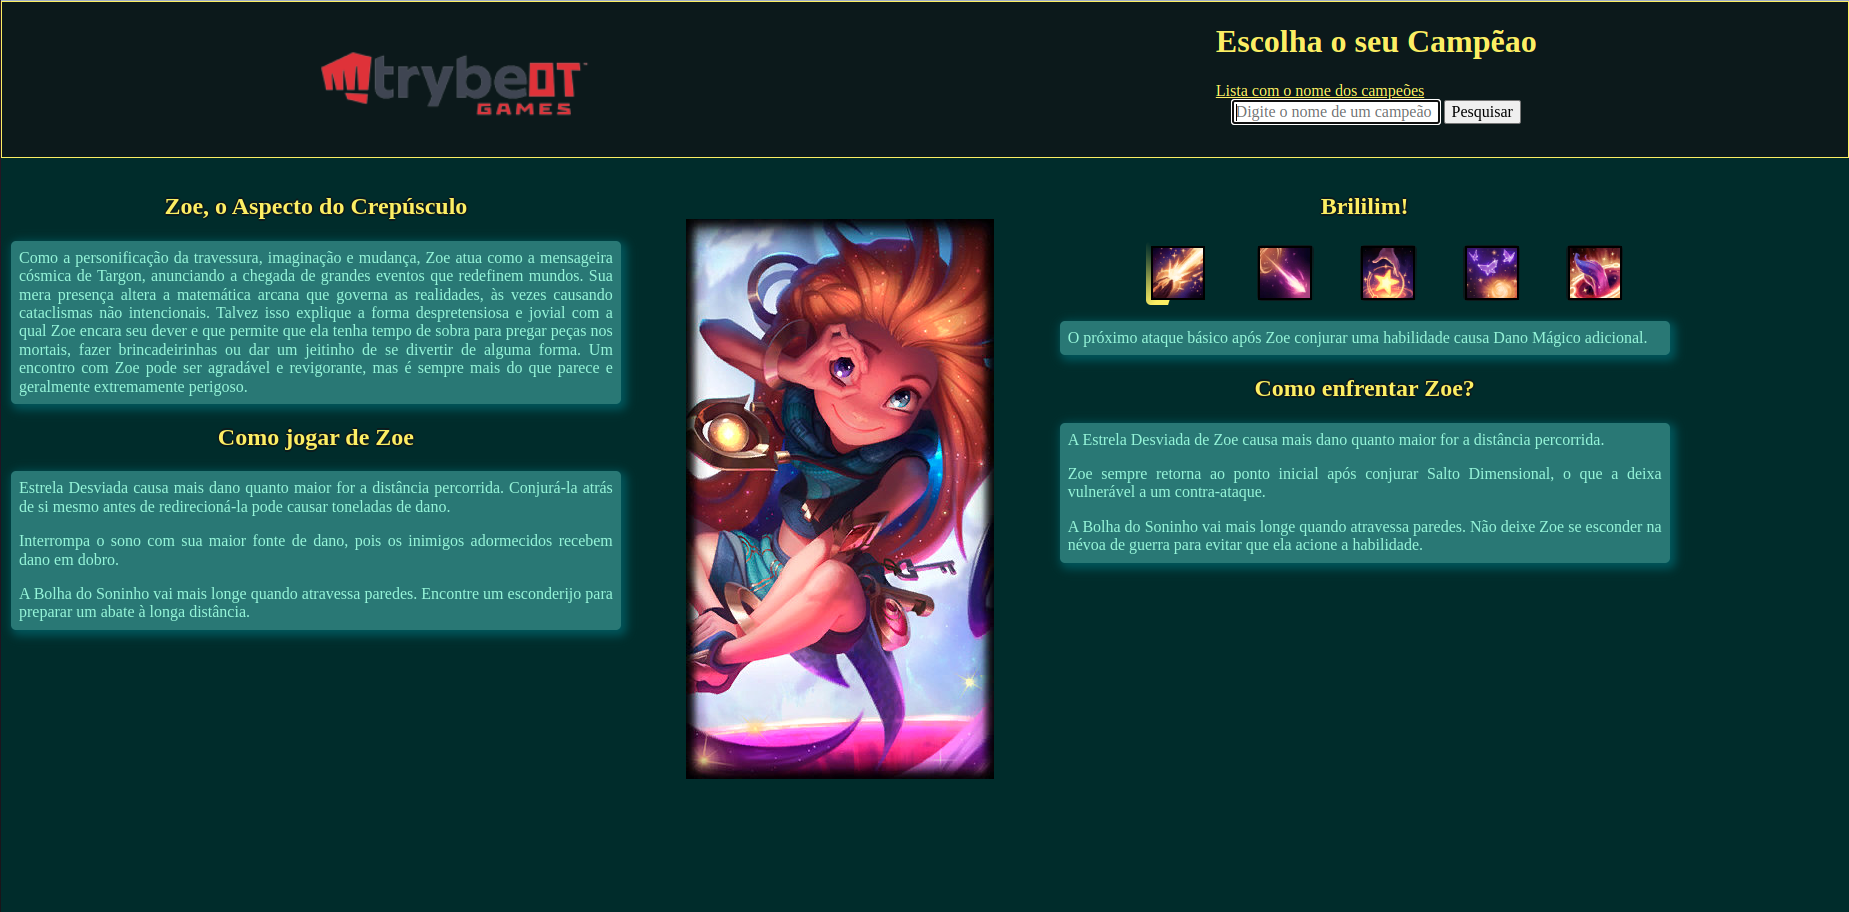 trybeOT
GAMES
Escolha o seu Campẽao
Lista com o nome dos campeões
Digite o nome de um campeão
Pesquisar
Zoe, o Aspecto do Crepúsculo
Como a personificação da travessura, imaginação e mudança, Zoe atua como a mensageira
cósmica de Targon, anunciando a chegada de grandes eventos que redefinem mundos. Sua
mera presença altera a matemática arcana que governa as realidades, às vezes causando
cataclismas não intencionais. Talvez isso explique a forma despretensiosa e jovial com a
qual Zoe encara seu dever e que permite que ela tenha tempo de sobra para pregar peças nos
mortais, fazer brincadeirinhas ou dar um jeitinho de se divertir de alguma forma. Um
encontro com Zoe pode ser agradável e revigorante, mas é sempre mais do que parece e
geralmente extremamente perigoso.
Como jogar de Zoe
Estrela Desviada causa mais dano quanto maior for a distância percorrida. Conjurá-la atrás
de si mesmo antes de redirecioná-la pode causar toneladas de dano.
Interrompa o sono com sua maior fonte de dano, pois os inimigos adormecidos recebem
dano em dobro.
A Bolha do Soninho vai mais longe quando atravessa paredes. Encontre um esconderijo para
preparar um abate à longa distância.
Brililim!
O próximo ataque básico após Zoe conjurar uma habilidade causa Dano Mágico adicional.
Como enfrentar Zoe?
A Estrela Desviada de Zoe causa mais dano quanto maior for a distância percorrida.
Zoe sempre retorna ao ponto inicial após conjurar Salto Dimensional, o que a deixa
vulnerável a um contra-ataque.
A Bolha do Soninho vai mais longe quando atravessa paredes. Não deixe Zoe se esconder na
névoa de guerra para evitar que ela acione a habilidade.